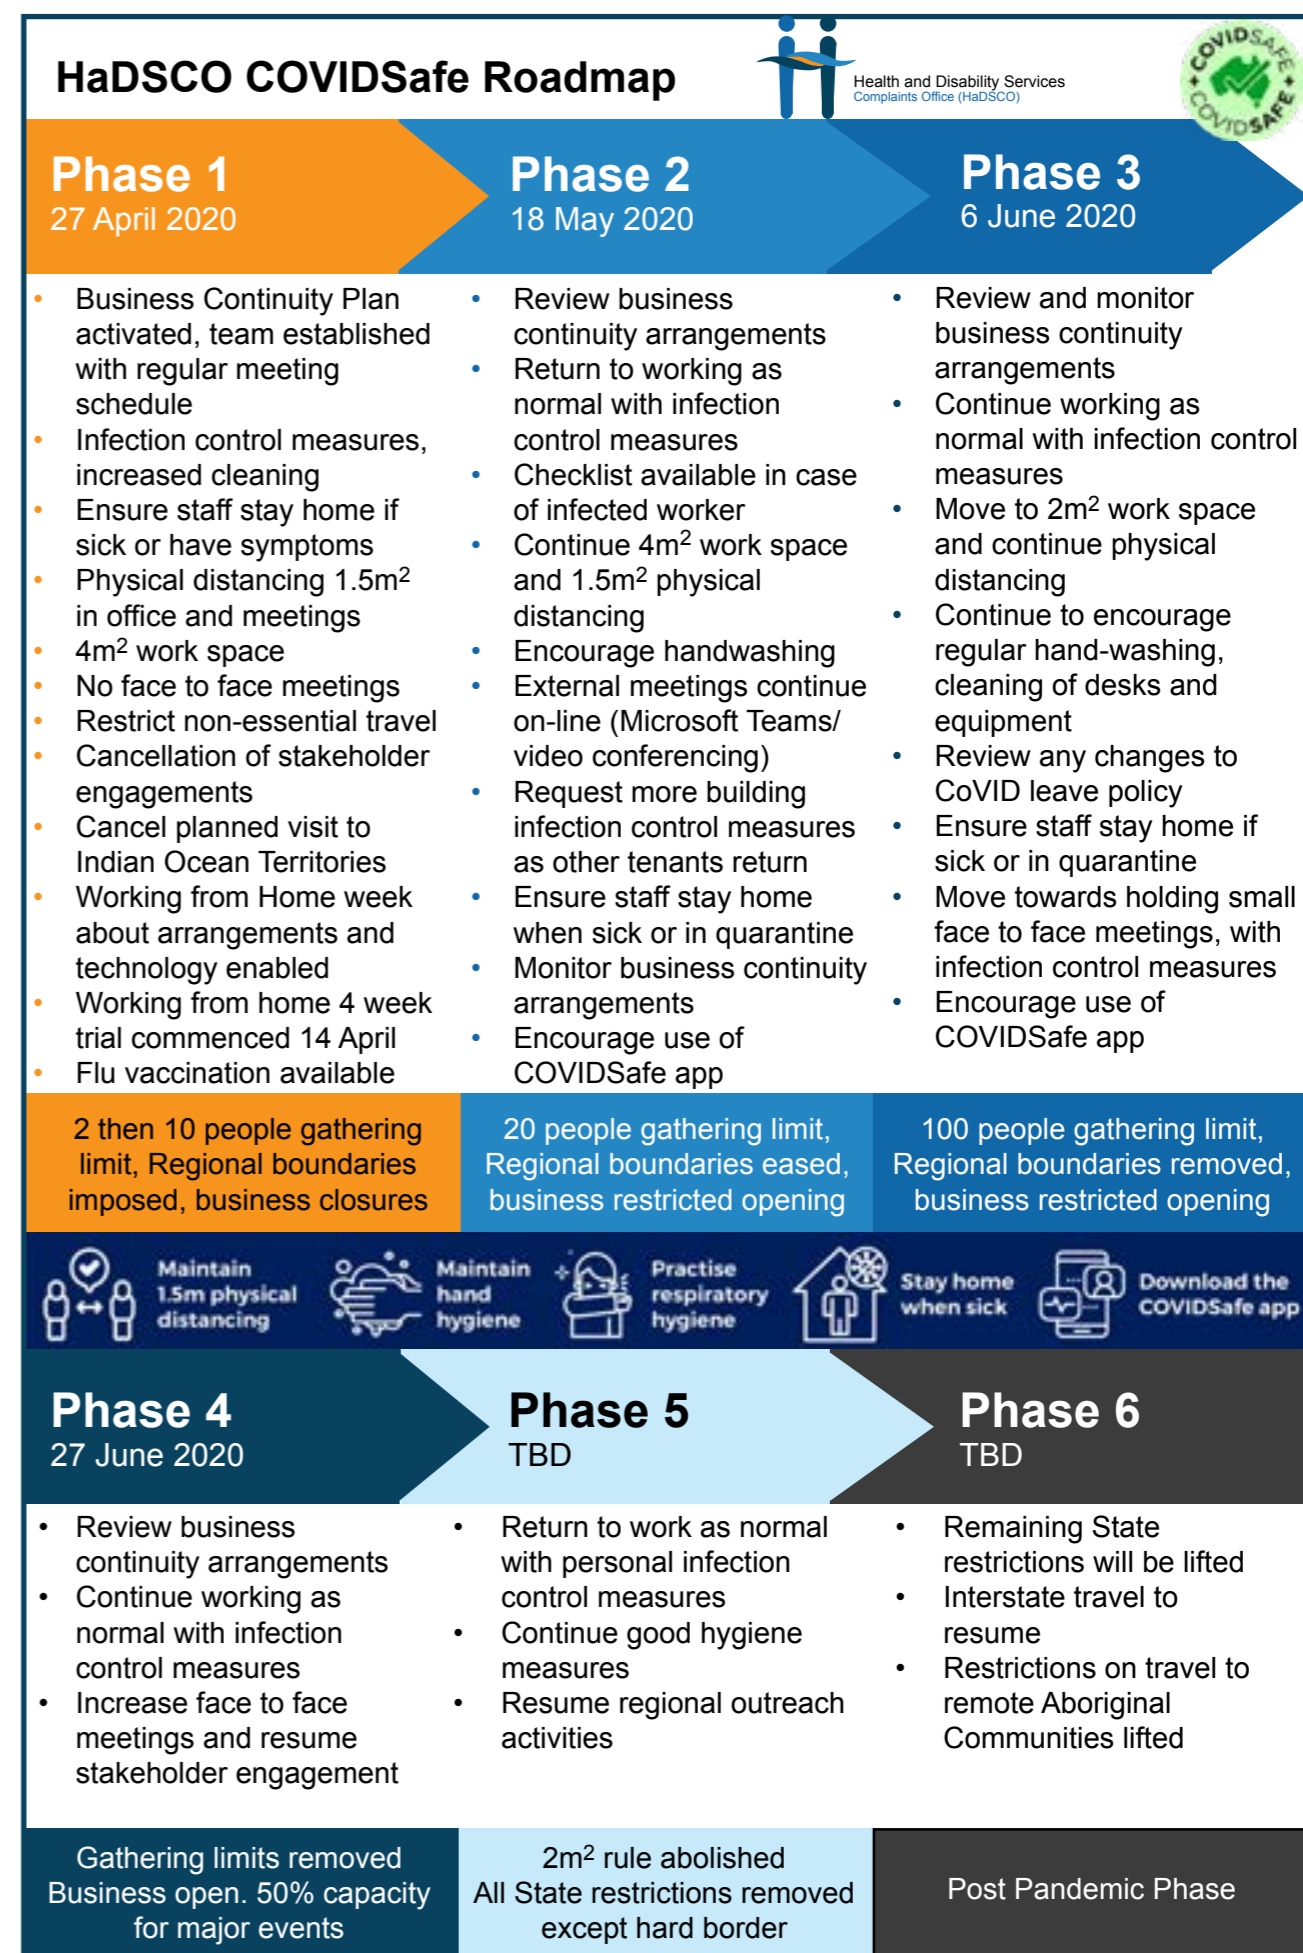 HaDSCO COVIDSafe Roadmap
Health and Disability Services
Complaints Office (HaDSCO)
COVIDSAFE
COVIDSAFE
Phase 1
27 April 2020
Phase 2
18 May 2020
Phase 3
6 June 2020
• Business Continuity Plan
activated, team established
with regular meeting
schedule
• Infection control measures,
increased cleaning
• Ensure staff stay home if
sick or have symptoms
• Physical distancing 1.5m²
in office and meetings
• 4m² work space
• No face to face meetings
• Restrict non-essential travel
• Cancellation of stakeholder
engagements
• Cancel planned visit to
Indian Ocean Territories
• Working from Home week
about arrangements and
technology enabled
• Working from home 4 week
trial commenced 14 April
• Flu vaccination available
• Review business
continuity arrangements
• Return to working as
normal with infection
control measures
• Checklist available in case
of infected worker
• Continue 4m² work space
and 1.5m² physical
distancing
• Encourage handwashing
• External meetings continue
on-line (Microsoft Teams/
video conferencing)
• Request more building
infection control measures
as other tenants return
• Ensure staff stay home
when sick or in quarantine
• Monitor business continuity
arrangements
• Encourage use of
COVIDSafe app
• Review and monitor
business continuity
arrangements
• Continue working as
normal with infection control
measures
• Move to 2m² work space
and continue physical
distancing
• Continue to encourage
regular hand-washing,
cleaning of desks and
equipment
• Review any changes to
CoVID leave policy
• Ensure staff stay home if
sick or in quarantine
• Move towards holding small
face to face meetings, with
infection control measures
• Encourage use of
COVIDSafe app
2 then 10 people gathering
limit, Regional boundaries
imposed, business closures
20 people gathering limit,
Regional boundaries eased,
business restricted opening
100 people gathering limit,
Regional boundaries removed,
business restricted opening
Maintain
1.5m physical
distancing
Maintain
hand
hygiene
Practise
respiratory
hygiene
Stay home
when sick
Download the
COVIDSafe app
Phase 4
27 June 2020
Phase 5
TBD
Phase 6
TBD
• Review business
continuity arrangements
• Continue working as
normal with infection
control measures
• Increase face to face
meetings and resume
stakeholder engagement
• Return to work as normal
with personal infection
control measures
• Continue good hygiene
measures
• Resume regional outreach
activities
• Remaining State
restrictions will be lifted
• Interstate travel to
resume
• Restrictions on travel to
remote Aboriginal
Communities lifted
Gathering limits removed
Business open. 50% capacity
for major events
2m² rule abolished
All State restrictions removed
except hard border
Post Pandemic Phase